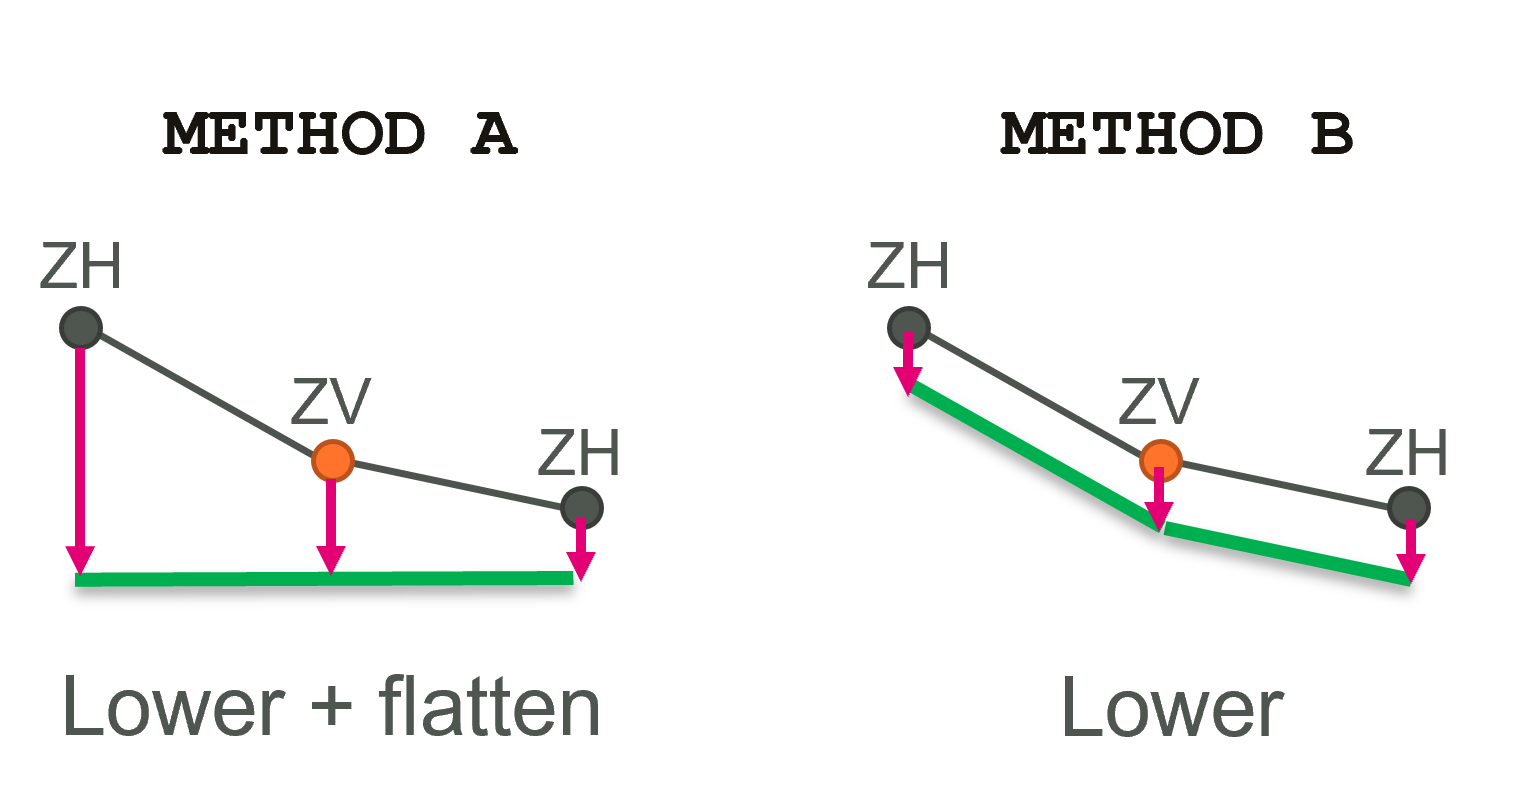 METHOD A
METHOD B
ZH
ZV
ZH
ZH
ZV
ZH
Lower + flatten
Lower